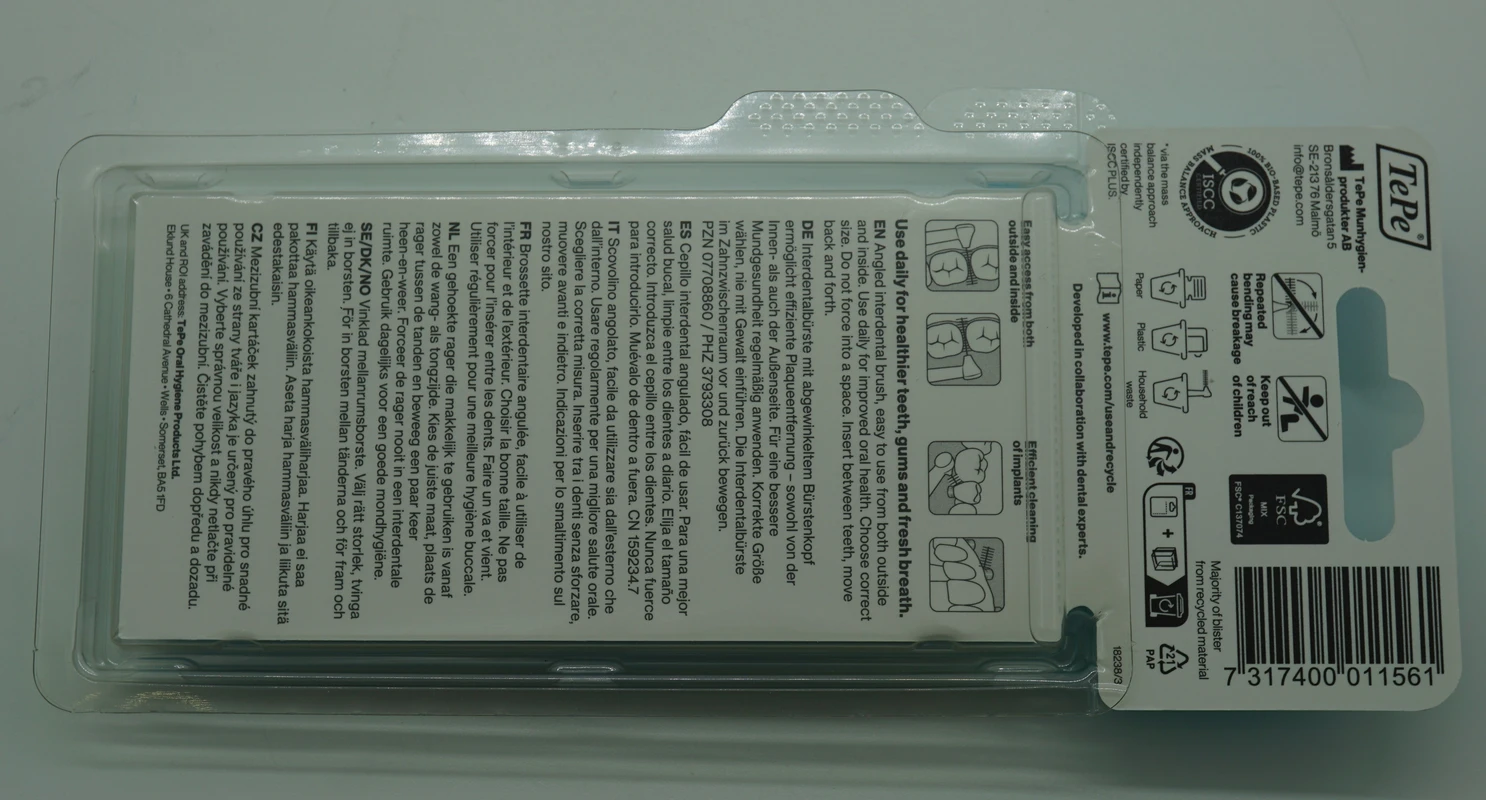 TePe®
TePe Munhygien-
produkter AB
Bronsåldersgatan 5
SE-213 76 Malmö
info@tepe.com
Repeated
bending may
cause breakage
Keep out
of reach
of children
FSC
MIX
Packaging
FSC® C137074
7 317400 011561
100% BIO-BASED PLASTIC
ISCC
CERTIFIED
MASS BALANCE APPROACH
* via the mass
balance approach
independently
certified by
ISCC PLUS.
Paper
Plastic
Household
waste
FR
+
Majority of blister
from recycled material
21
PAP
www.tepe.com/useandrecycle
18238/3
Developed in collaboration with dental experts.
Easy access from both
outside and inside
Efficient cleaning
of implants
Use daily for healthier teeth, gums and fresh breath.
EN Angled interdental brush, easy to use from both outside
and inside. Use daily for improved oral health. Choose correct
size. Do not force into a space. Insert between teeth, move
back and forth.
DE Interdentalbürste mit abgewinkeltem Bürstenkopf
ermöglicht effiziente Plaqueentfernung – sowohl von der
Innen- als auch der Außenseite. Für eine bessere
Mundgesundheit regelmäßig anwenden. Korrekte Größe
wählen, nie mit Gewalt einführen. Die Interdentalbürste
im Zahnzwischenraum vor und zurück bewegen.
PZN 07708860 / PHZ 3793308
ES Cepillo interdental angulado, fácil de usar. Para una mejor
salud bucal, limpie entre los dientes a diario. Elija el tamaño
correcto. Introduzca el cepillo entre los dientes. Nunca fuerce
para introducirlo. Muévalo de dentro a fuera. CN 159234.7
IT Scovolino angolato, facile da utilizzare sia dall'esterno che
dall'interno. Usare regolarmente per una migliore salute orale.
Scegliere la corretta misura. Inserire tra i denti senza sforzare,
muovere avanti e indietro. Indicazioni per lo smaltimento sul
nostro sito.
FR Brossette interdentaire angulée, facile à utiliser de
l'intérieur et de l'extérieur. Choisir la bonne taille. Ne pas
forcer pour l'insérer entre les dents. Faire un va et vient.
Utiliser régulièrement pour une meilleure hygiène buccale.
NL Een gehoekte rager die makkelijk te gebruiken is vanaf
zowel de wang- als tongzijde. Kies de juiste maat, plaats de
rager tussen de tanden en beweeg een paar keer
heen-en-weer. Forceer de rager nooit in een interdentale
ruimte. Gebruik dagelijks voor een goede mondhygiëne.
SE/DK/NO Vinklad mellanrumsborste. Välj rätt storlek, tvinga
ej in borsten. För in borsten mellan tänderna och för fram och
tillbaka.
FI Käytä oikeankokoista hammasväliharjaa. Harjaa ei saa
pakottaa hammasväliin. Aseta harja hammasväliin ja liikuta sitä
edestakaisin.
CZ Mezizubní kartáček zahnutý do pravého úhlu pro snadné
používání ze strany tváře i jazyka je určený pro pravidelné
používání. Vyberte správnou velikost a nikdy netlačte při
zavádění do mezizubní. Čistěte pohybem dopředu a dozadu.
UK and ROI address: TePe Oral Hygiene Products Ltd.
Eklund House • 6 Cathedral Avenue • Wells • Somerset, BA5 1FD